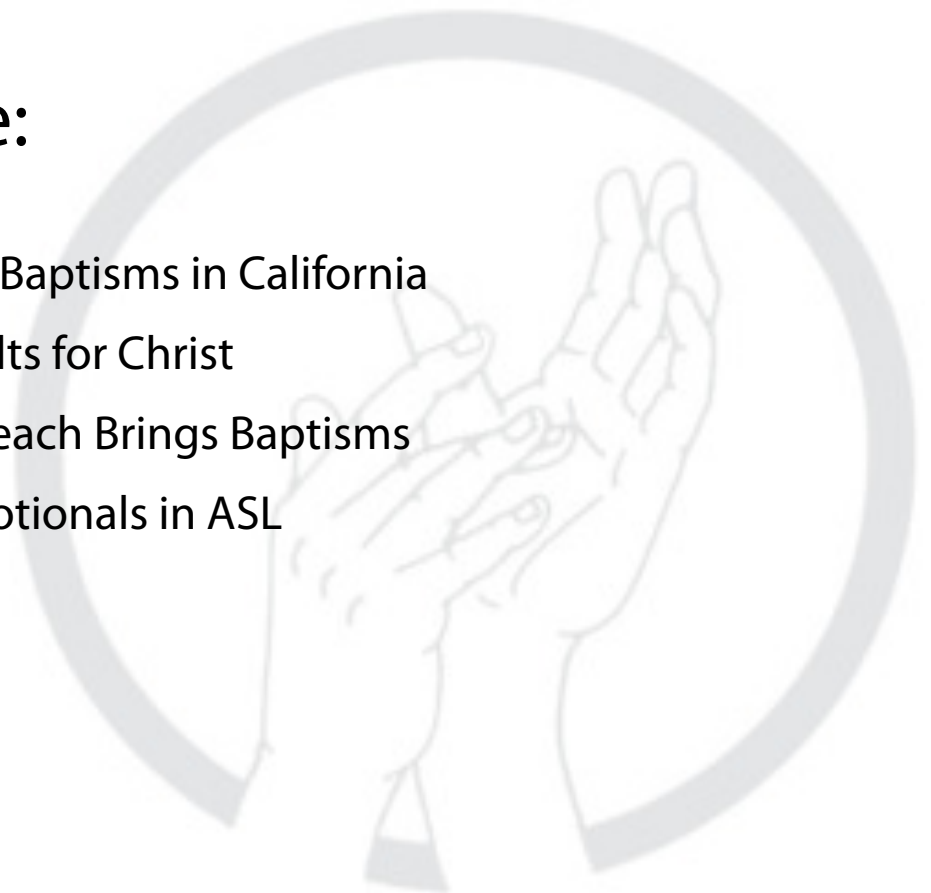 e:
Baptisms in California
lts for Christ
each Brings Baptisms
otionals in ASL